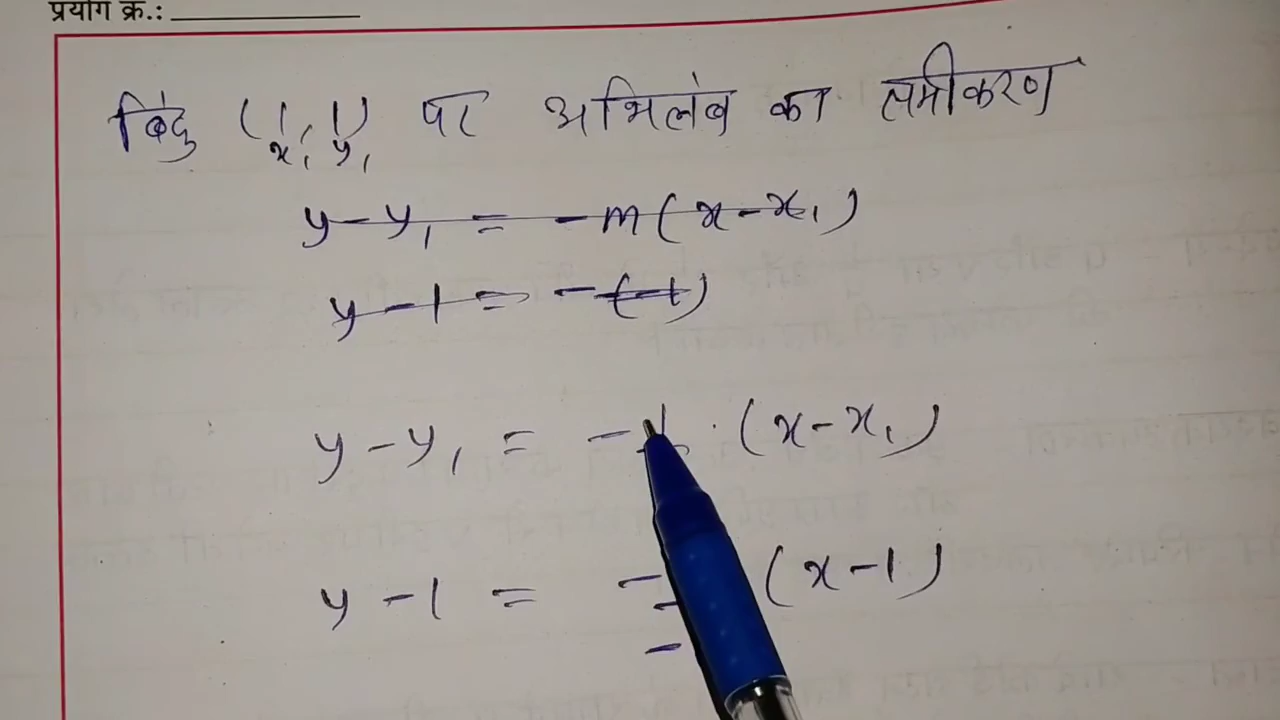 प्रयोग क्र.:
बिंदु (1, 1) पर अभिलंब का समीकरण
x₁, y₁
y - y₁ = - m (x - x₁)
y - 1 = - (-1)
y - y₁ = - 1 . (x - x₁)
y - 1 = - (x - 1)